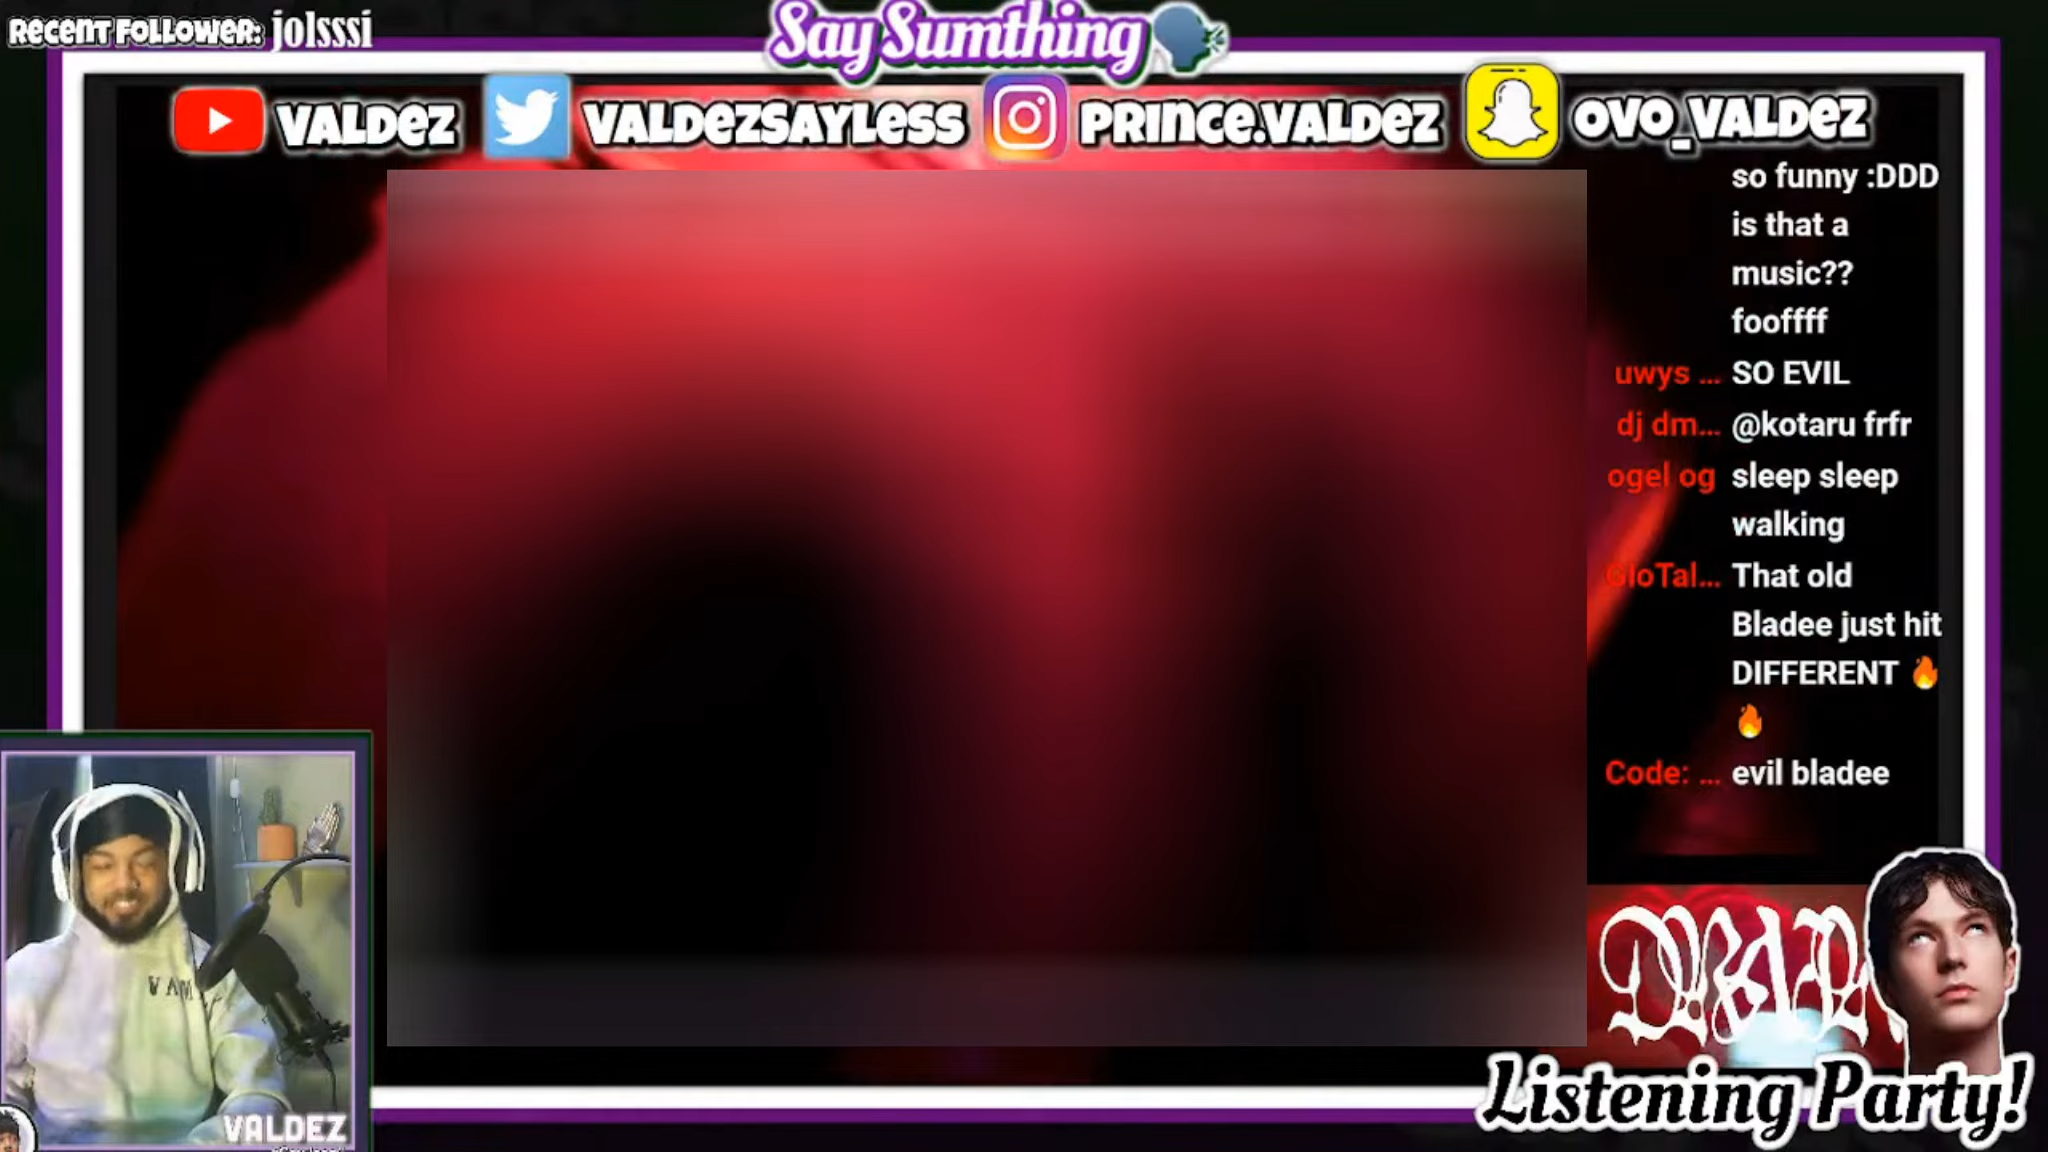 Recent Follower: jolsssi
Say Sumthing
Valdez
ValdezSayLess
Prince.Valdez
OVO_Valdez
so funny :DDD
is that a
music??
fooffff
uwys ... SO EVIL
dj dm... @kotaru frfr
ogel og sleep sleep
walking
GloTal... That old
Bladee just hit
DIFFERENT 🔥
🔥
Code: ... evil bladee
DRAIN
Listening Party!
VALDEZ